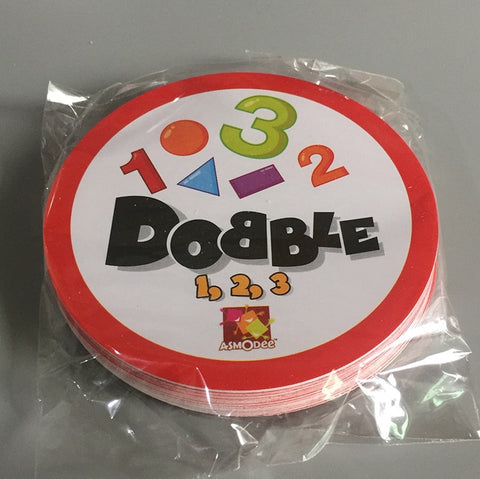 1 3 2
DOBBLE
1, 2, 3
ASMODee